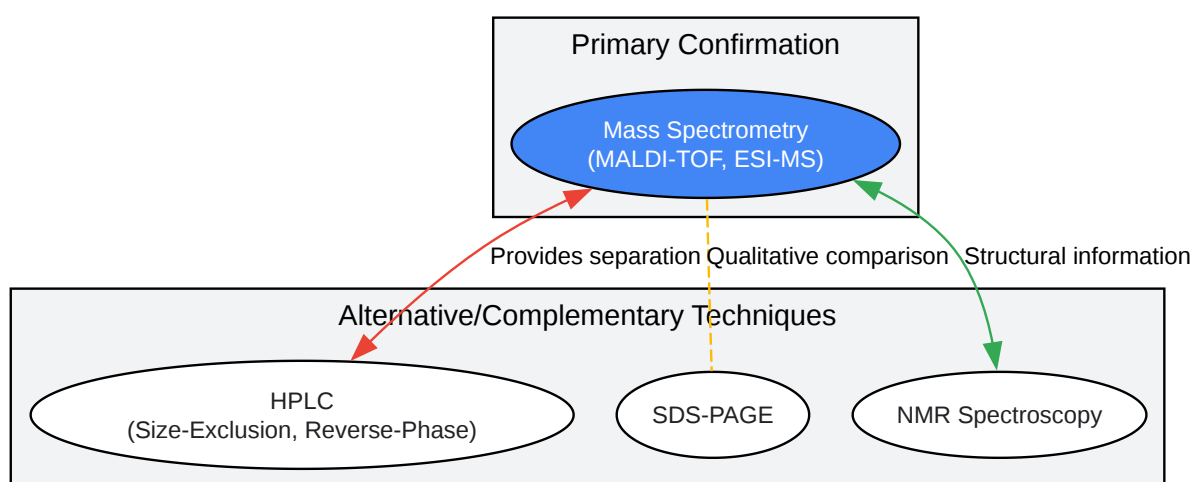 Primary Confirmation
Mass Spectrometry
(MALDI-TOF, ESI-MS)
Provides separation
Qualitative comparison
Structural information
Alternative/Complementary Techniques
HPLC
(Size-Exclusion, Reverse-Phase)
SDS-PAGE
NMR Spectroscopy